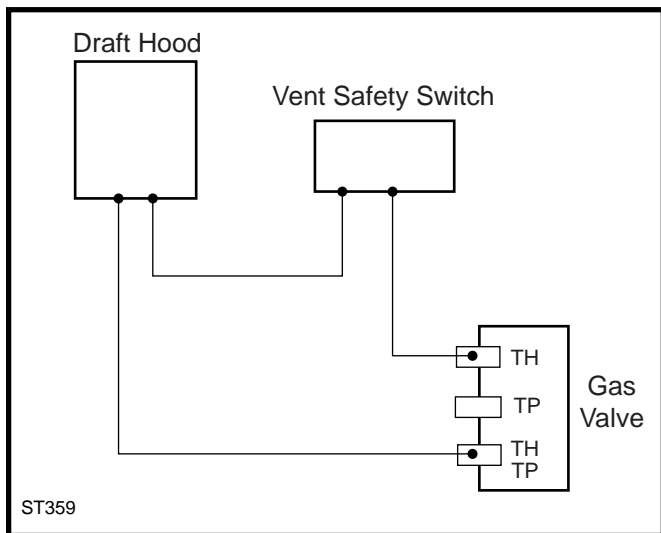 Draft Hood
Vent Safety Switch
TH
TP
TH
TP
Gas
Valve
ST359